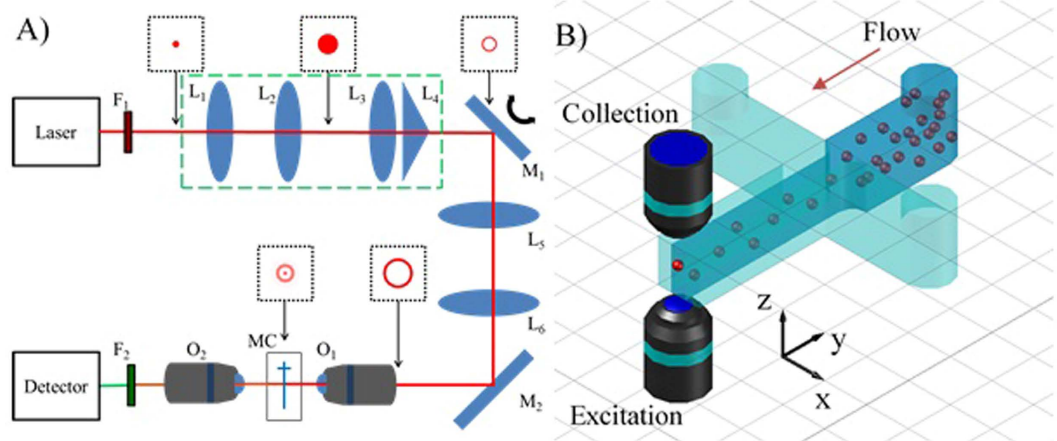 A)
Laser
F1
L1
L2
L3
L4
M1
L5
L6
M2
MC
O1
O2
F2
Detector
B)
Flow
Collection
Excitation
z
y
x